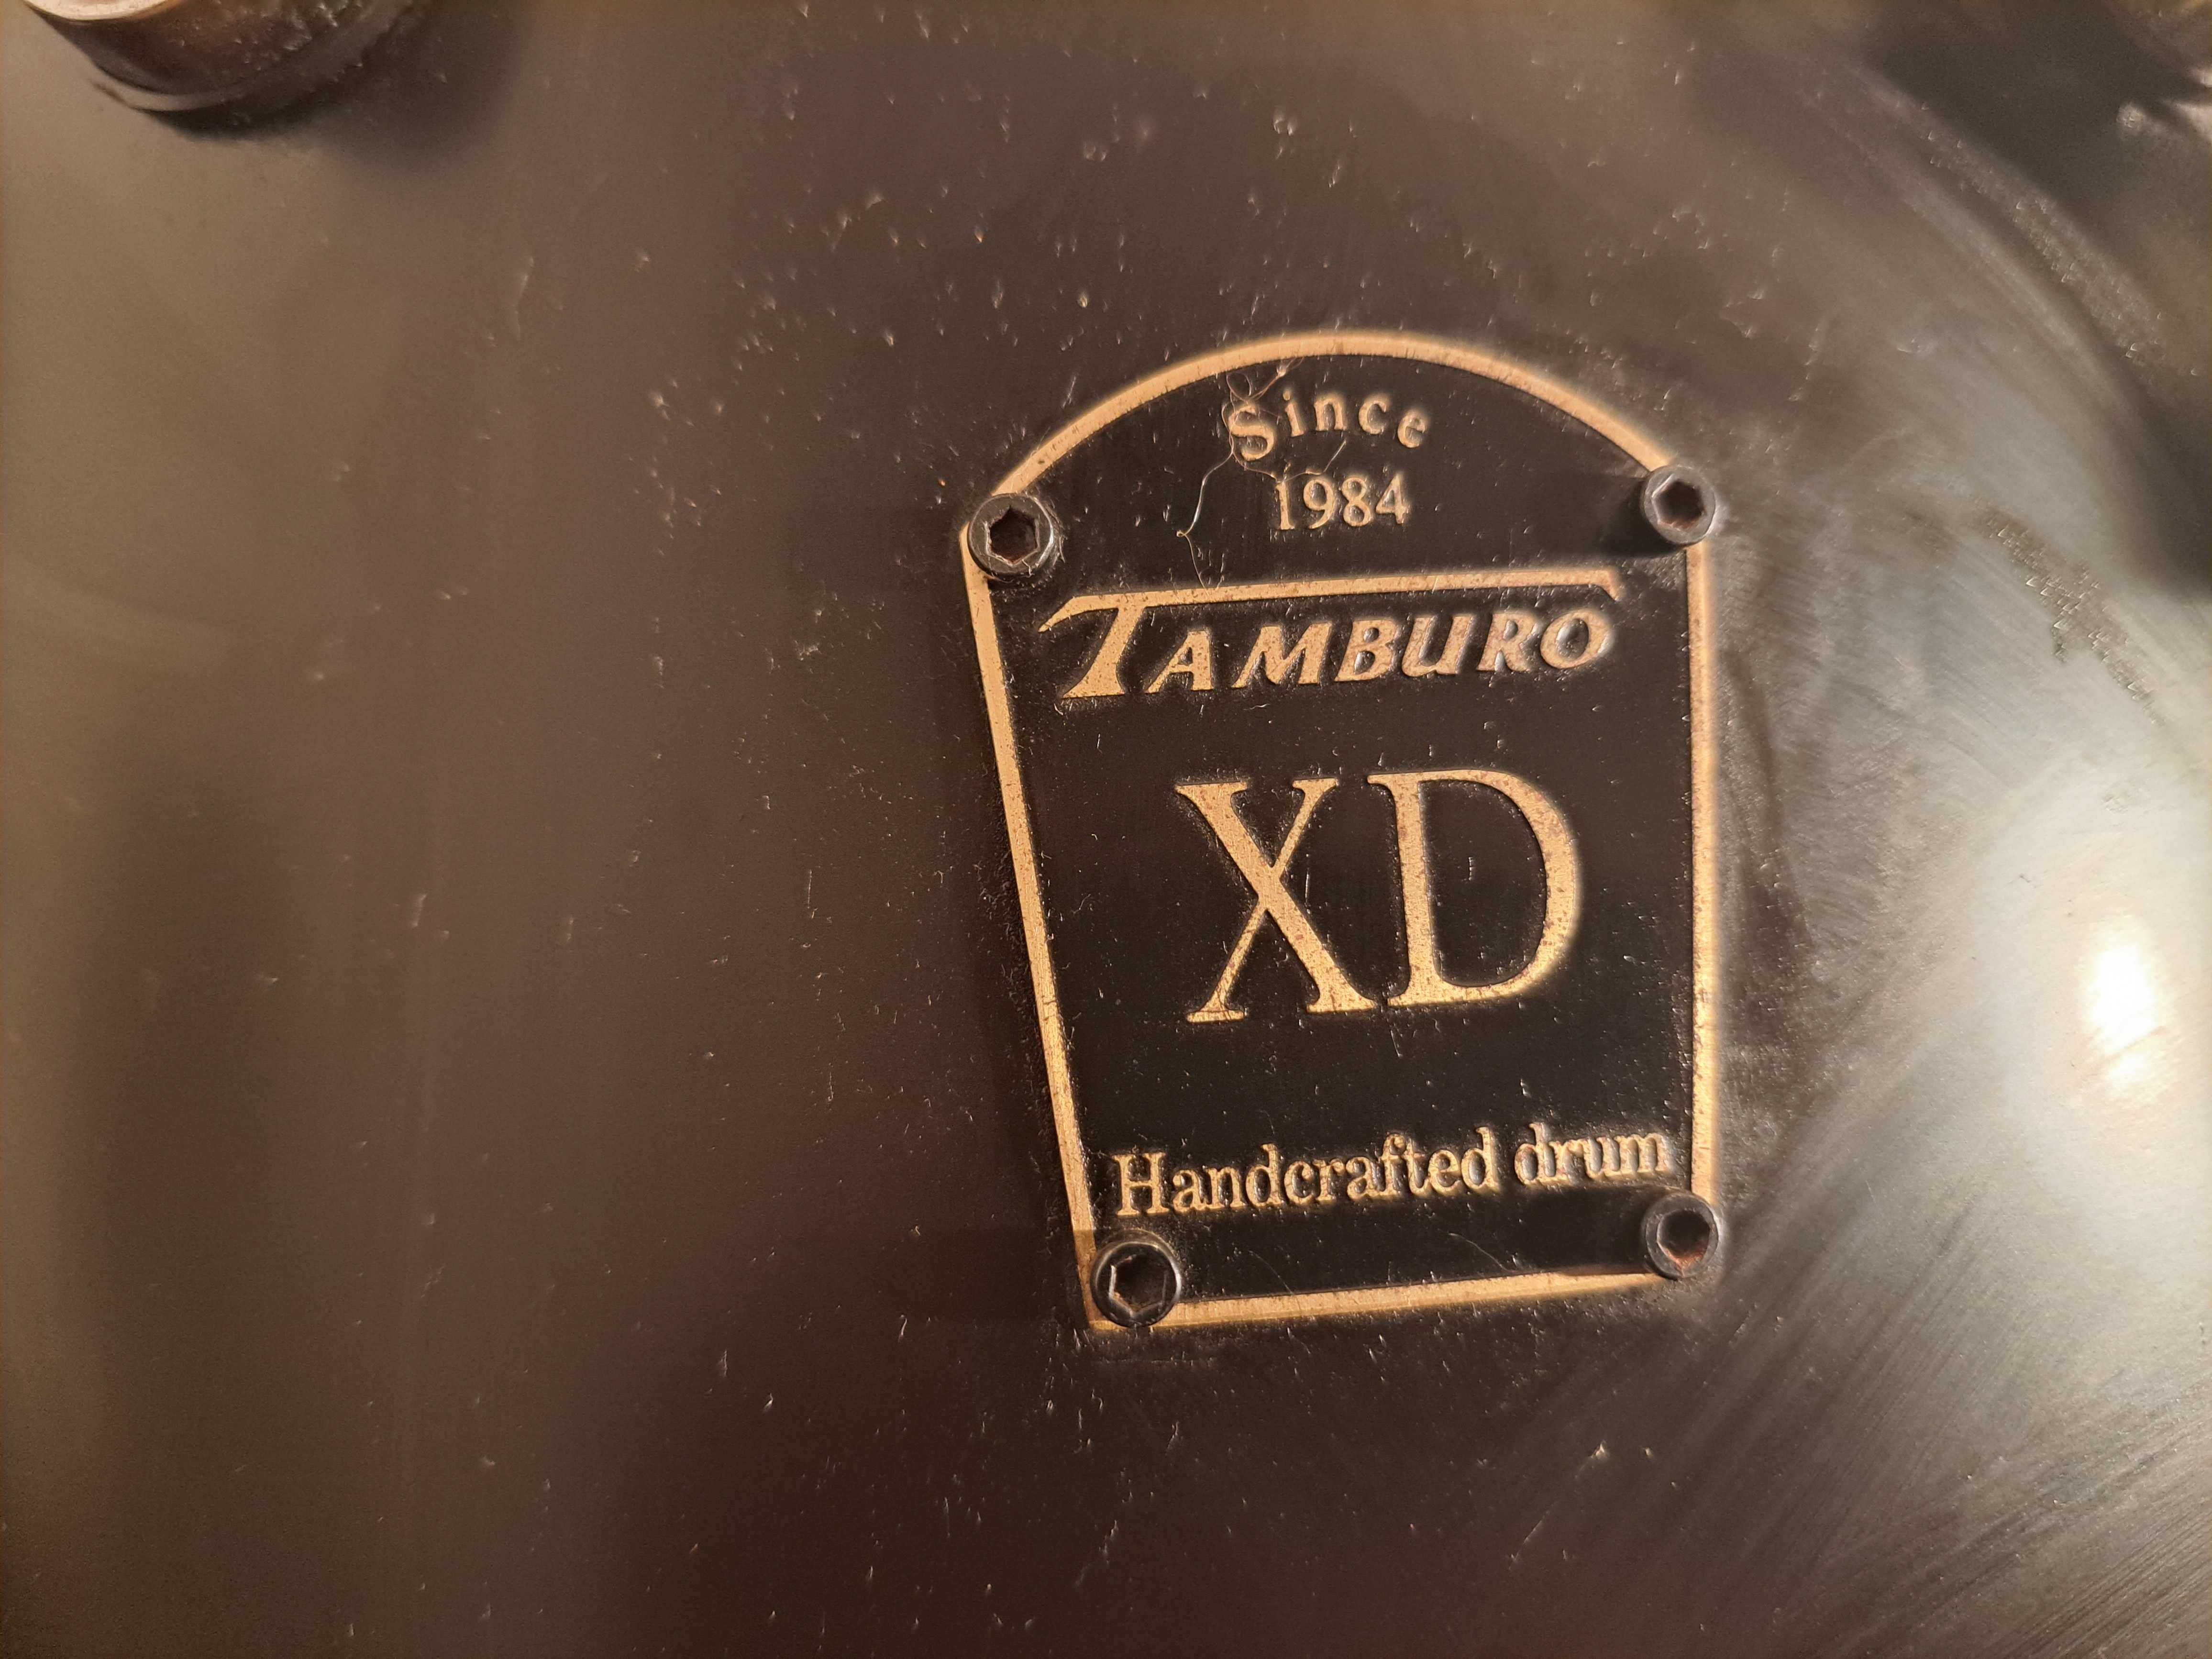 Since
1984
TAMBURO
XD
Handcrafted drum